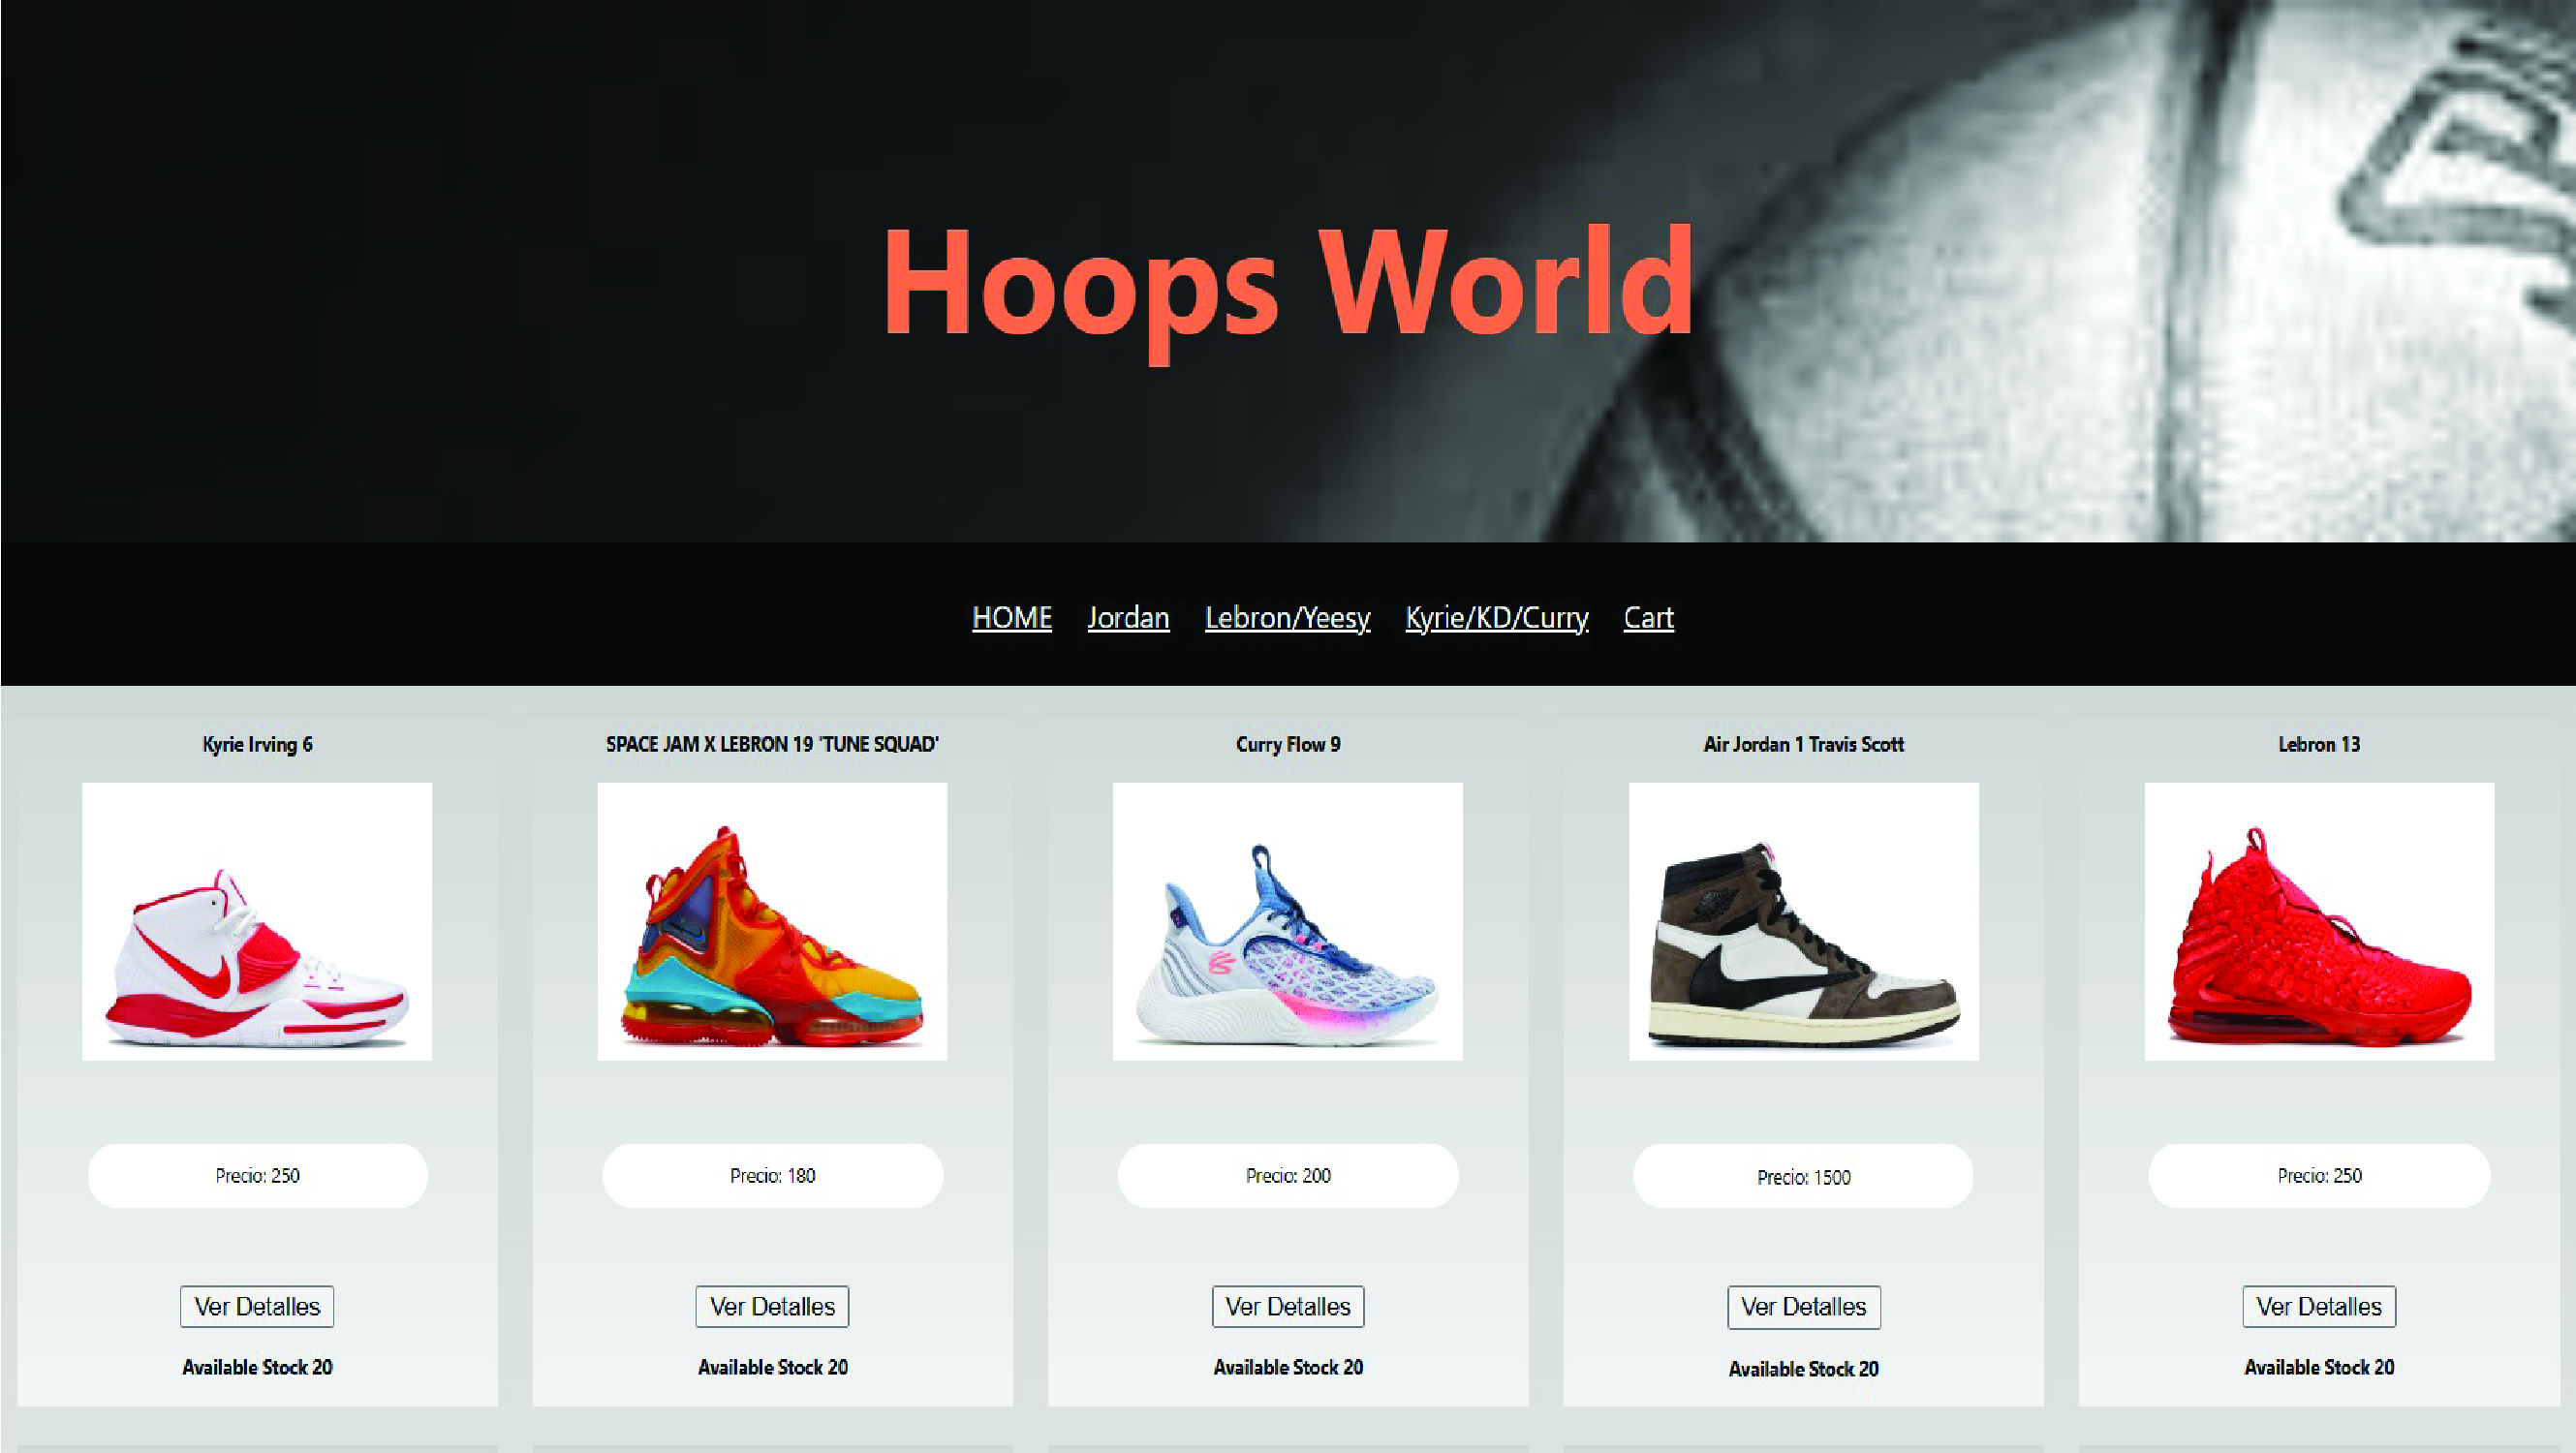 Hoops World
HOME Jordan Lebron/Yeesy Kyrie/KD/Curry Cart
Kyrie Irving 6
SPACE JAM X LEBRON 19 'TUNE SQUAD'
Curry Flow 9
Air Jordan 1 Travis Scott
Lebron 13
Precio: 250
Precio: 180
Precio: 200
Precio: 1500
Precio: 250
Ver Detalles
Ver Detalles
Ver Detalles
Ver Detalles
Ver Detalles
Available Stock 20
Available Stock 20
Available Stock 20
Available Stock 20
Available Stock 20